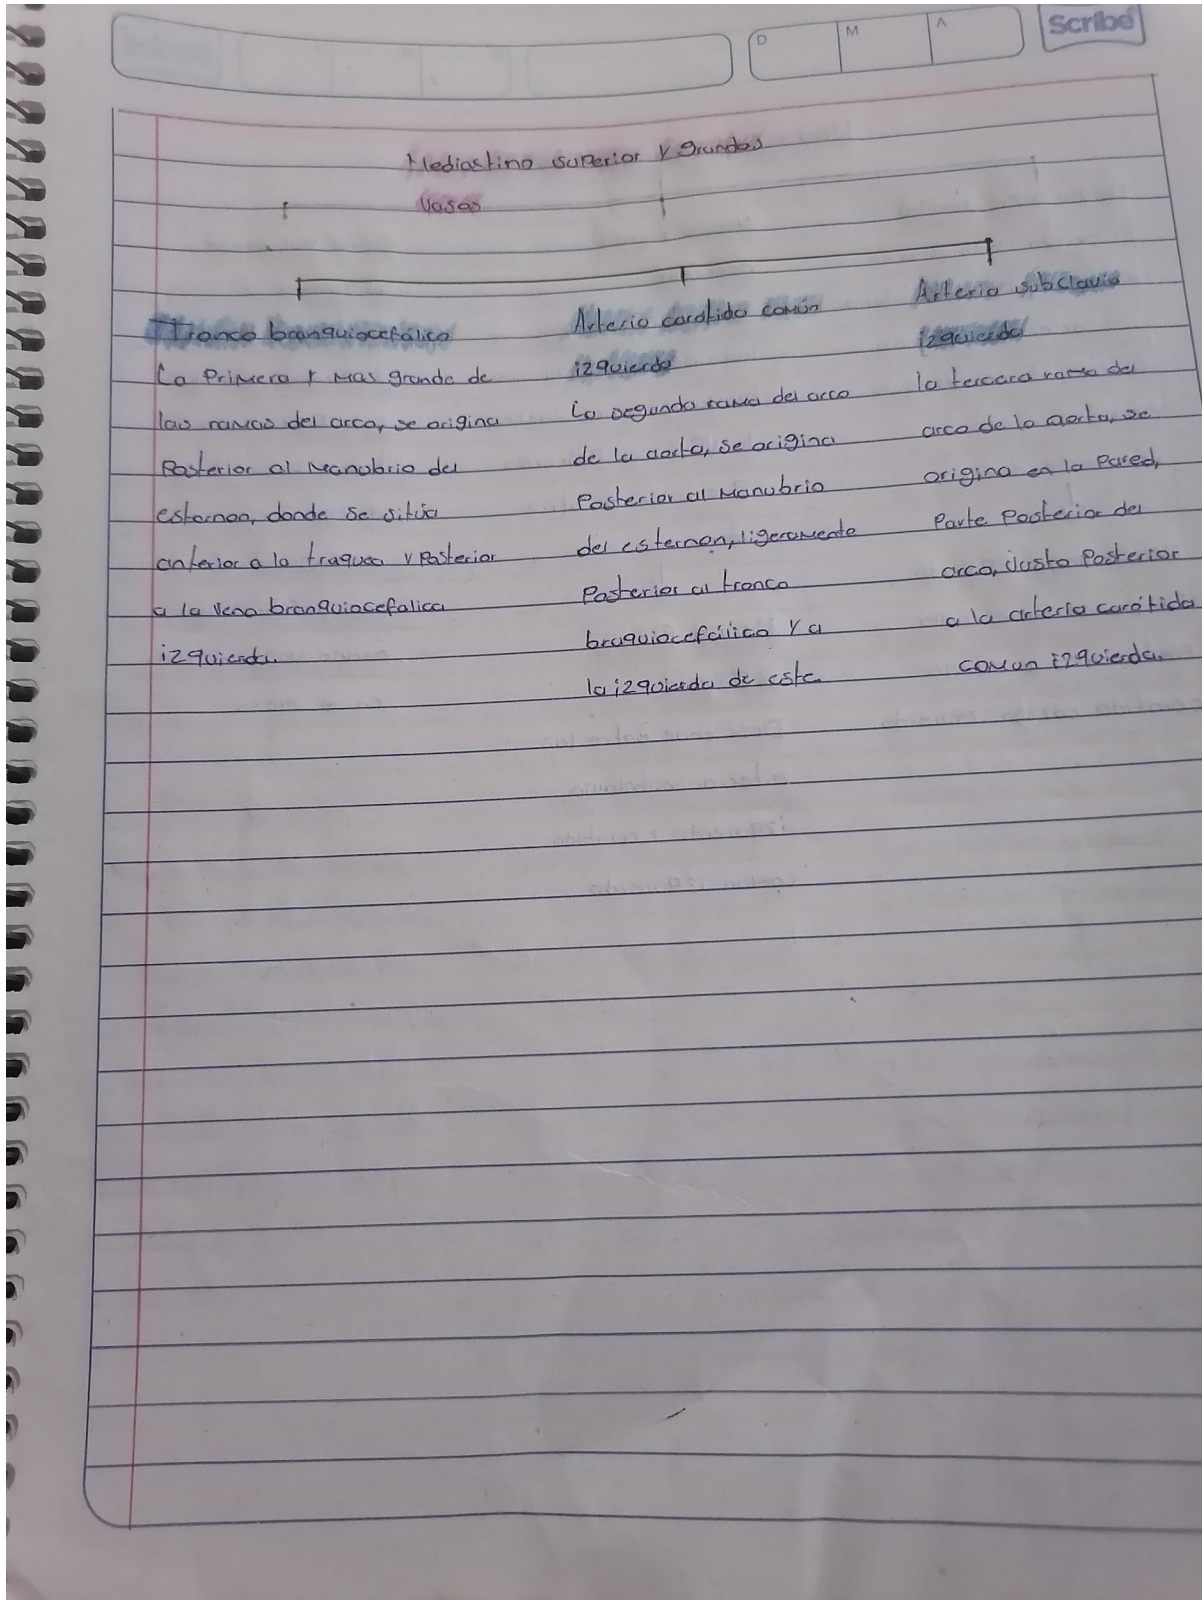 Scribe
D M A
Mediastino superior y grandes
Vasos
Tronco branquiocefálico
La Primera y Mas grande de
las ramas del arco, se origina
Posterior al Manubrio del
esternon, donde se sitúa
anterior a la traquea y Posterior
a la Vena branquiocefalica
izquierda.
Arteria carotida común
izquierda
La segunda rama del arco
de la aorta, se origina
Posterior al Manubrio
del esternon, ligeramente
Posterior al tronco
braquiocefálico y a
la izquierda de este.
Arteria subclavia
izquierda
la tercera rama del
arco de la aorta, se
origina en la Pared,
Parte Posterior del
arco, Justo Posterior
a la arteria carótida
comun izquierda.